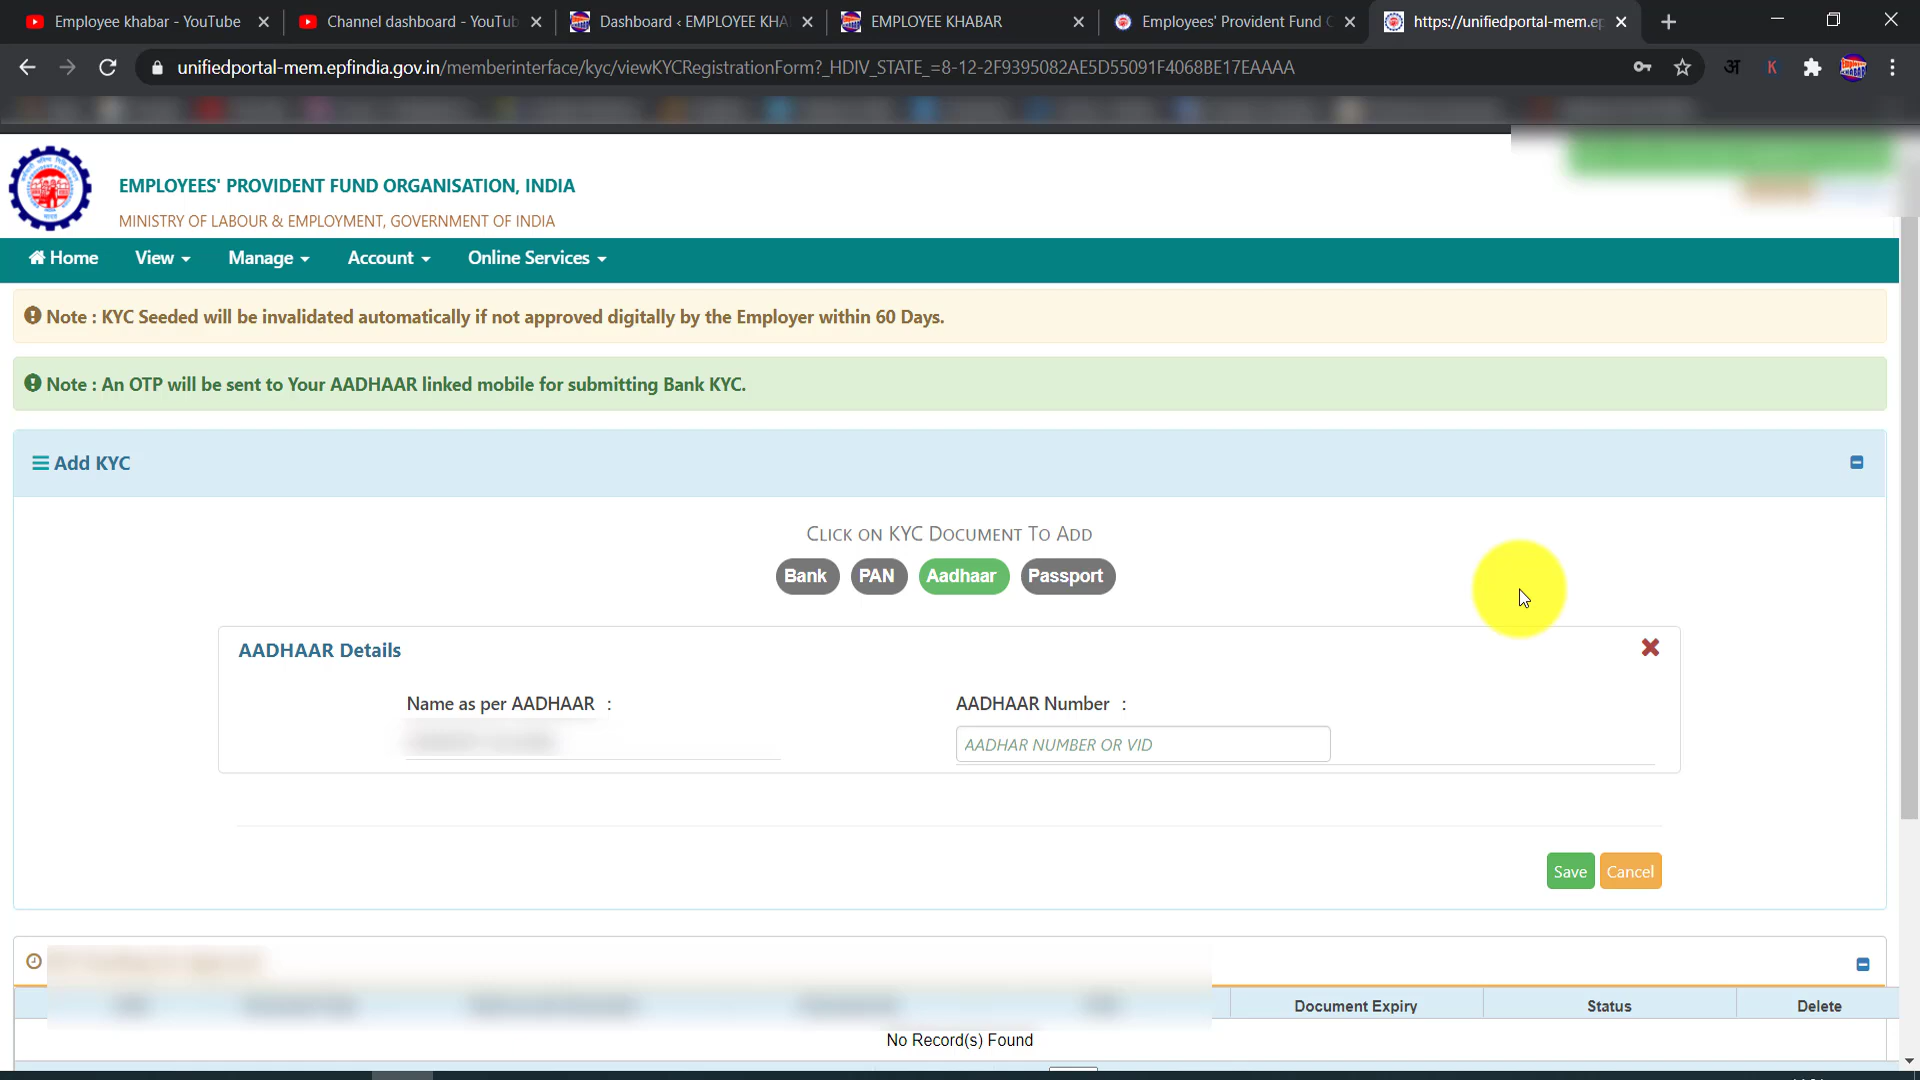 Employee khabar - YouTube
Channel dashboard - YouTub
Dashboard ‹ EMPLOYEE KHA
EMPLOYEE KHABAR
Employees' Provident Fund
https://unifiedportal-mem.ep
unifiedportal-mem.epfindia.gov.in/memberinterface/kyc/viewKYCRegistrationForm?_HDIV_STATE_=8-12-2F9395082AE5D55091F4068BE17EAAAA
अ
K
EMPLOYEES' PROVIDENT FUND ORGANISATION, INDIA
MINISTRY OF LABOUR & EMPLOYMENT, GOVERNMENT OF INDIA
Home View Manage Account Online Services
Note : KYC Seeded will be invalidated automatically if not approved digitally by the Employer within 60 Days.
Note : An OTP will be sent to Your AADHAAR linked mobile for submitting Bank KYC.
Add KYC
CLICK ON KYC DOCUMENT TO ADD
Bank PAN Aadhaar Passport
AADHAAR Details
Name as per AADHAAR :
AADHAAR Number :
AADHAR NUMBER OR VID
Save Cancel
Document Expiry Status Delete
No Record(s) Found